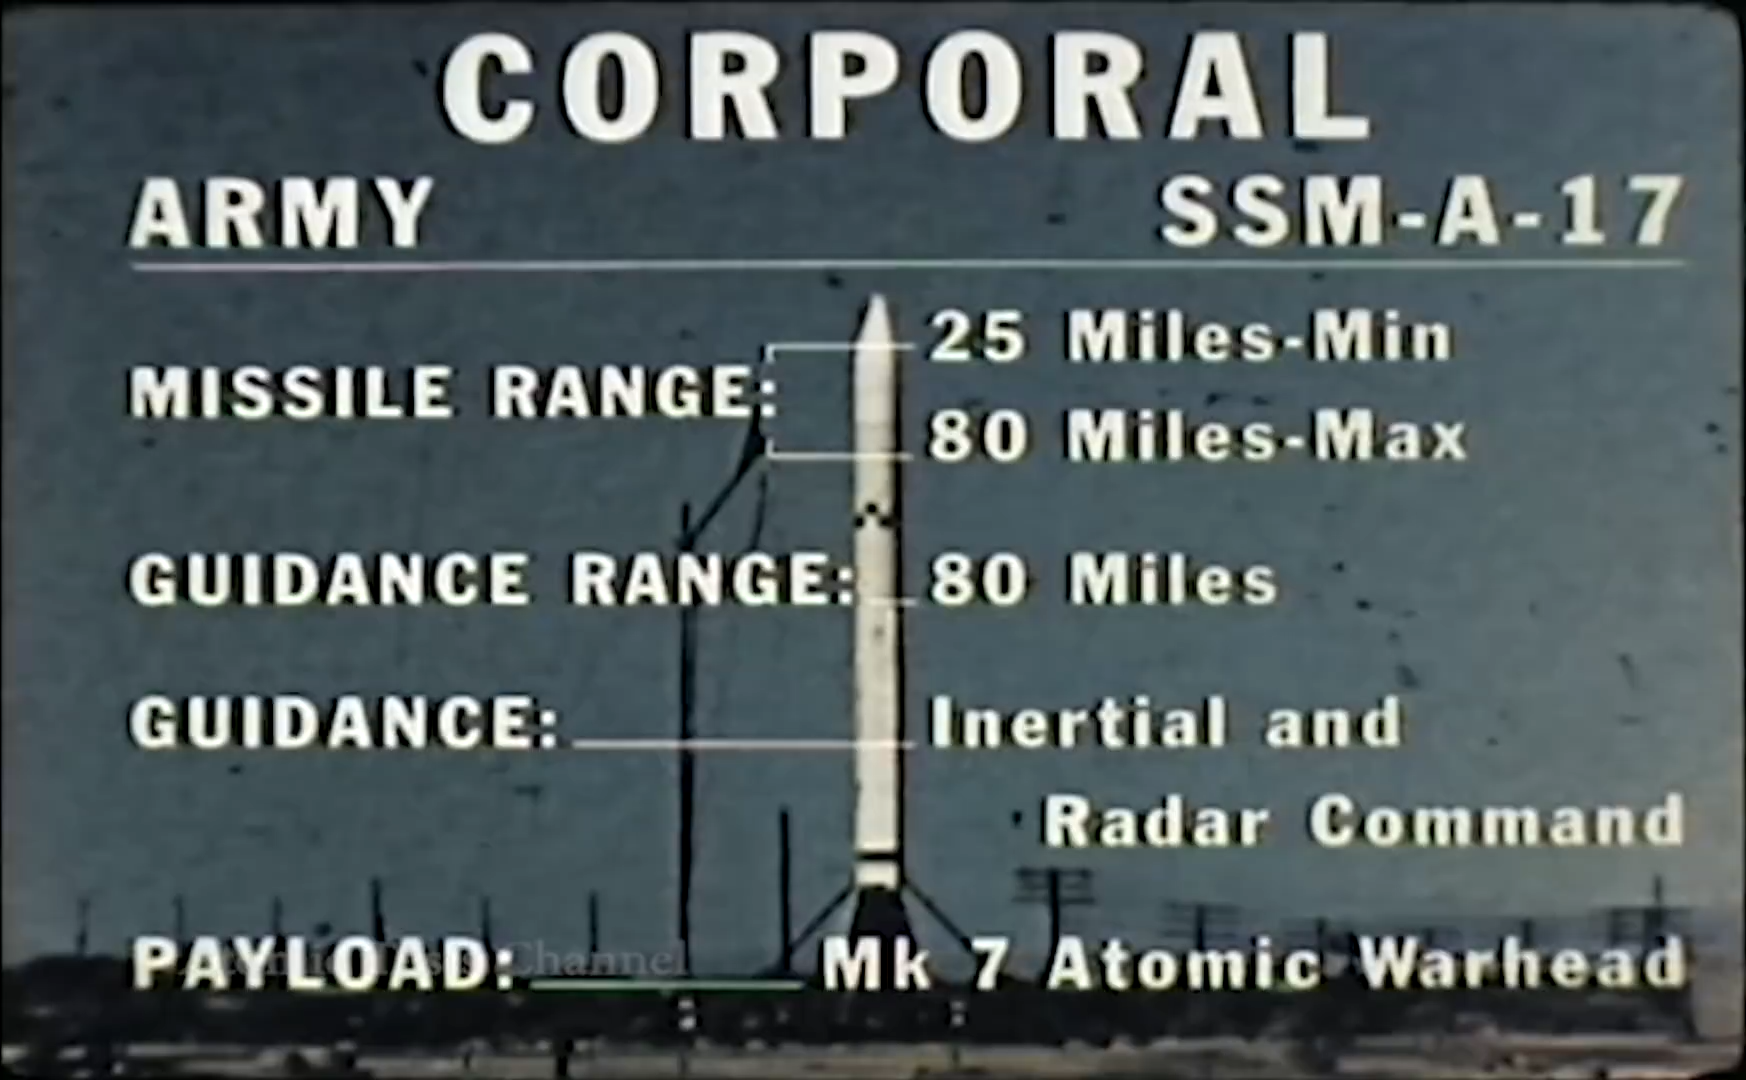 CORPORAL
ARMY SSM-A-17
MISSILE RANGE: 25 Miles-Min
80 Miles-Max
GUIDANCE RANGE: 80 Miles
GUIDANCE: Inertial and
Radar Command
PAYLOAD: Mk 7 Atomic Warhead
Channel